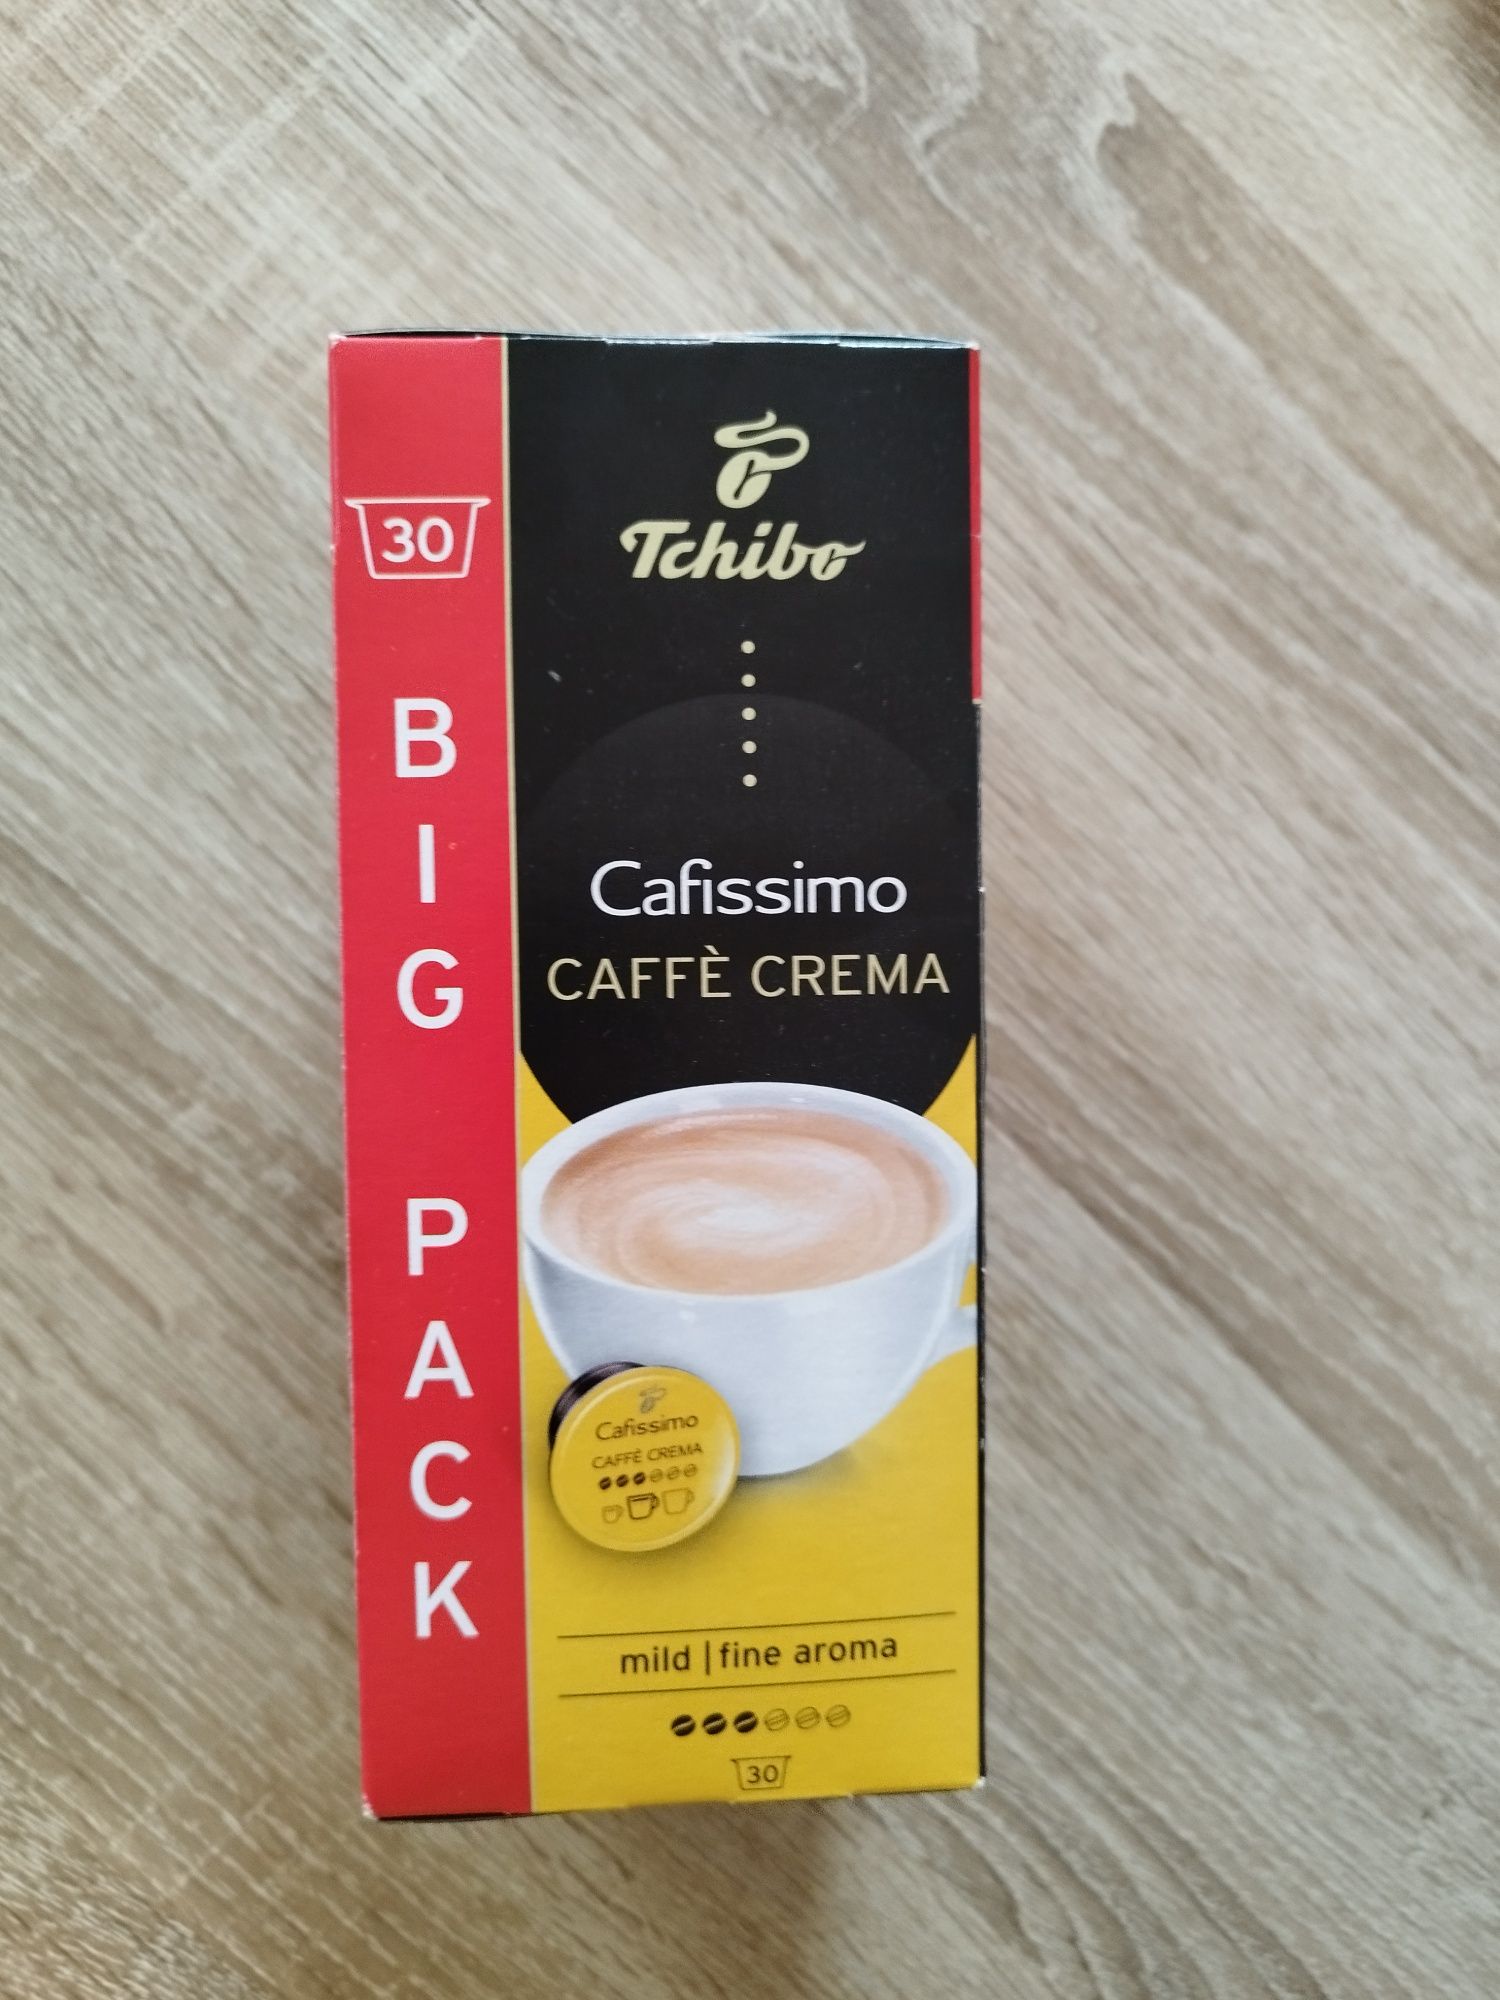 30
BIG PACK
Tchibo
Cafissimo
CAFFÈ CREMA
Cafissimo
CAFFÈ CREMA
mild | fine aroma
30